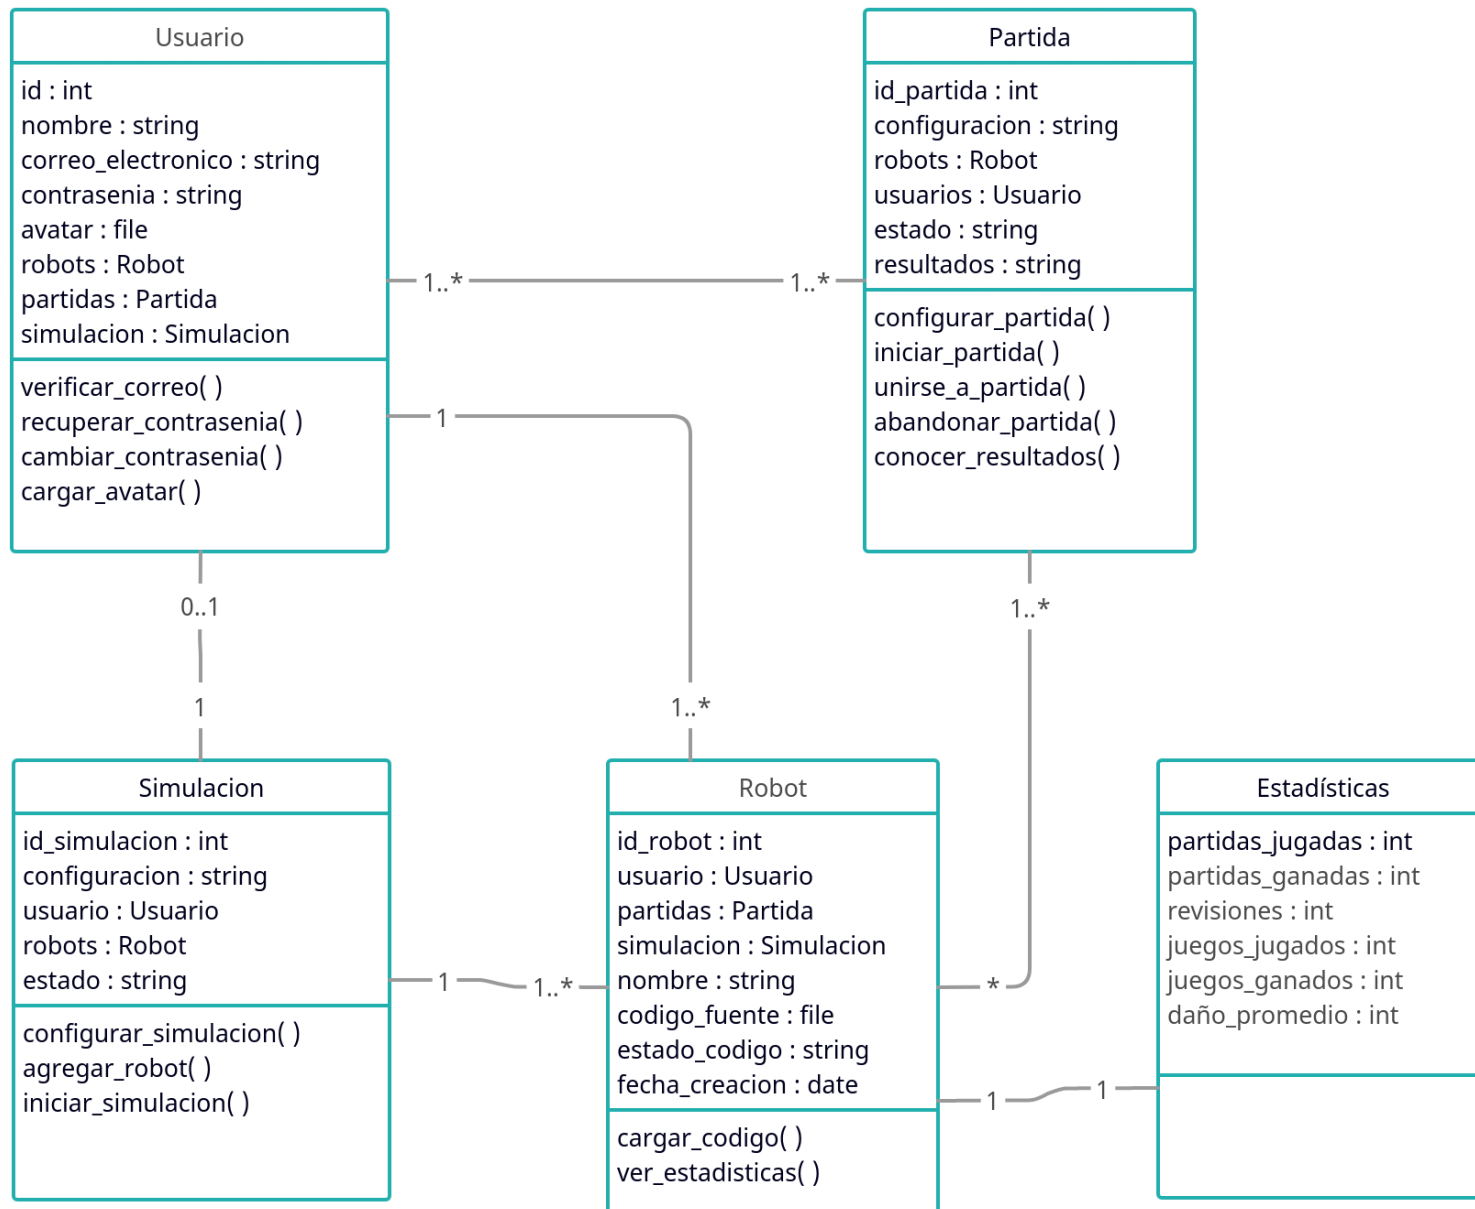 Usuario
id : int
nombre : string
correo_electronico : string
contrasenia : string
avatar : file
robots : Robot
partidas : Partida
simulacion : Simulacion
verificar_correo( )
recuperar_contrasenia( )
cambiar_contrasenia( )
cargar_avatar( )
Partida
id_partida : int
configuracion : string
robots : Robot
usuarios : Usuario
estado : string
resultados : string
configurar_partida( )
iniciar_partida( )
unirse_a_partida( )
abandonar_partida( )
conocer_resultados( )
1..*
1..*
1
1..*
0..1
1
1..*
*
Simulacion
id_simulacion : int
configuracion : string
usuario : Usuario
robots : Robot
estado : string
configurar_simulacion( )
agregar_robot( )
iniciar_simulacion( )
1
1..*
Robot
id_robot : int
usuario : Usuario
partidas : Partida
simulacion : Simulacion
nombre : string
codigo_fuente : file
estado_codigo : string
fecha_creacion : date
cargar_codigo( )
ver_estadisticas( )
1
1
Estadísticas
partidas_jugadas : int
partidas_ganadas : int
revisiones : int
juegos_jugados : int
juegos_ganados : int
daño_promedio : int